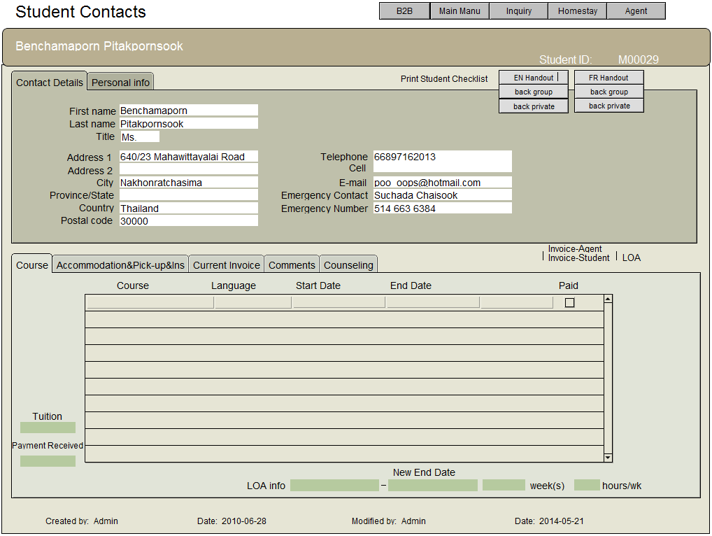 Student Contacts
B2B Main Manu Inquiry Homestay Agent
Benchamaporn Pitakpornsook
Student ID: M00029
Contact Details Personal info
Print Student Checklist
EN Handout FR Handout
back group back group
back private back private
First name Benchamaporn
Last name Pitakpornsook
Title Ms.
Address 1 640/23 Mahawittayalai Road
Address 2
City Nakhonratchasima
Province/State
Country Thailand
Postal code 30000
Telephone 66897162013
Cell
E-mail poo_oops@hotmail.com
Emergency Contact Suchada Chaisook
Emergency Number 514 663 6384
Invoice-Agent
Invoice-Student LOA
Course Accommodation&Pick-up&Ins Current Invoice Comments Counseling
Course Language Start Date End Date Paid
Tuition
Payment Received
New End Date
LOA info – week(s) hours/wk
Created by: Admin Date: 2010-06-28 Modified by: Admin Date: 2014-05-21